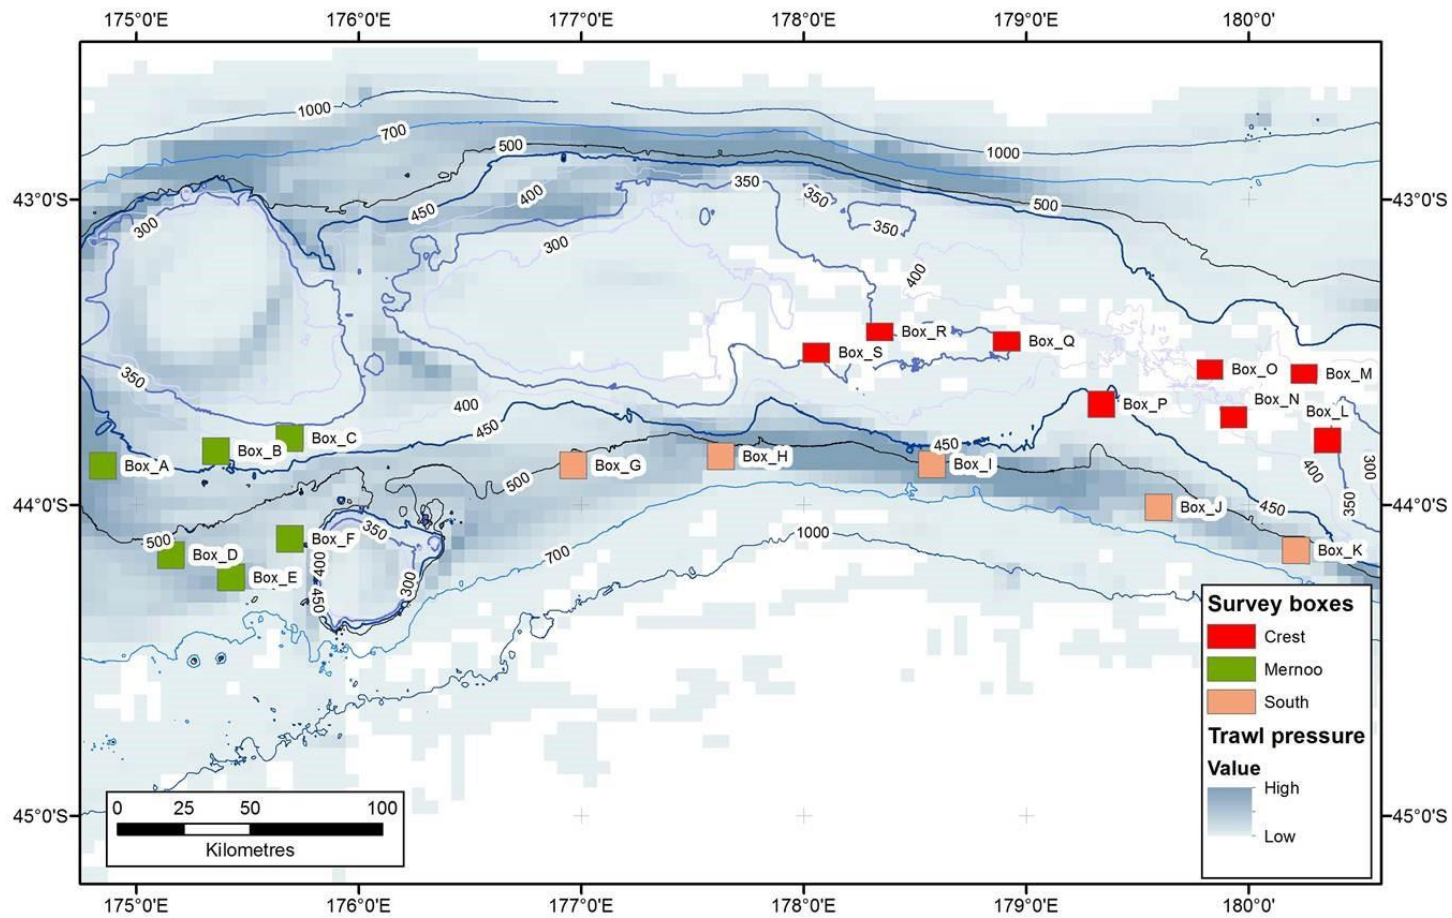 175°0'E 176°0'E 177°0'E 178°0'E 179°0'E 180°0'
1000
700
500
1000
350
400
350
43°0'S 43°0'S
450
500
300
350
300
400
Box_R
Box_Q
Box_S
Box_O
Box_M
350
400
Box_N
Box_P
Box_L
450
Box_C
450
Box_B
Box_H
Box_A
Box_G
Box_I
400
300
500
44°0'S 44°0'S
350
Box_J
450
350
500
Box_F
1000
Box_D
700
Box_K
400
Box_E
300
450
Survey boxes
Crest
Mernoo
South
Trawl pressure
Value
High
Low
0 25 50 100
Kilometres
45°0'S 45°0'S
175°0'E 176°0'E 177°0'E 178°0'E 179°0'E 180°0'